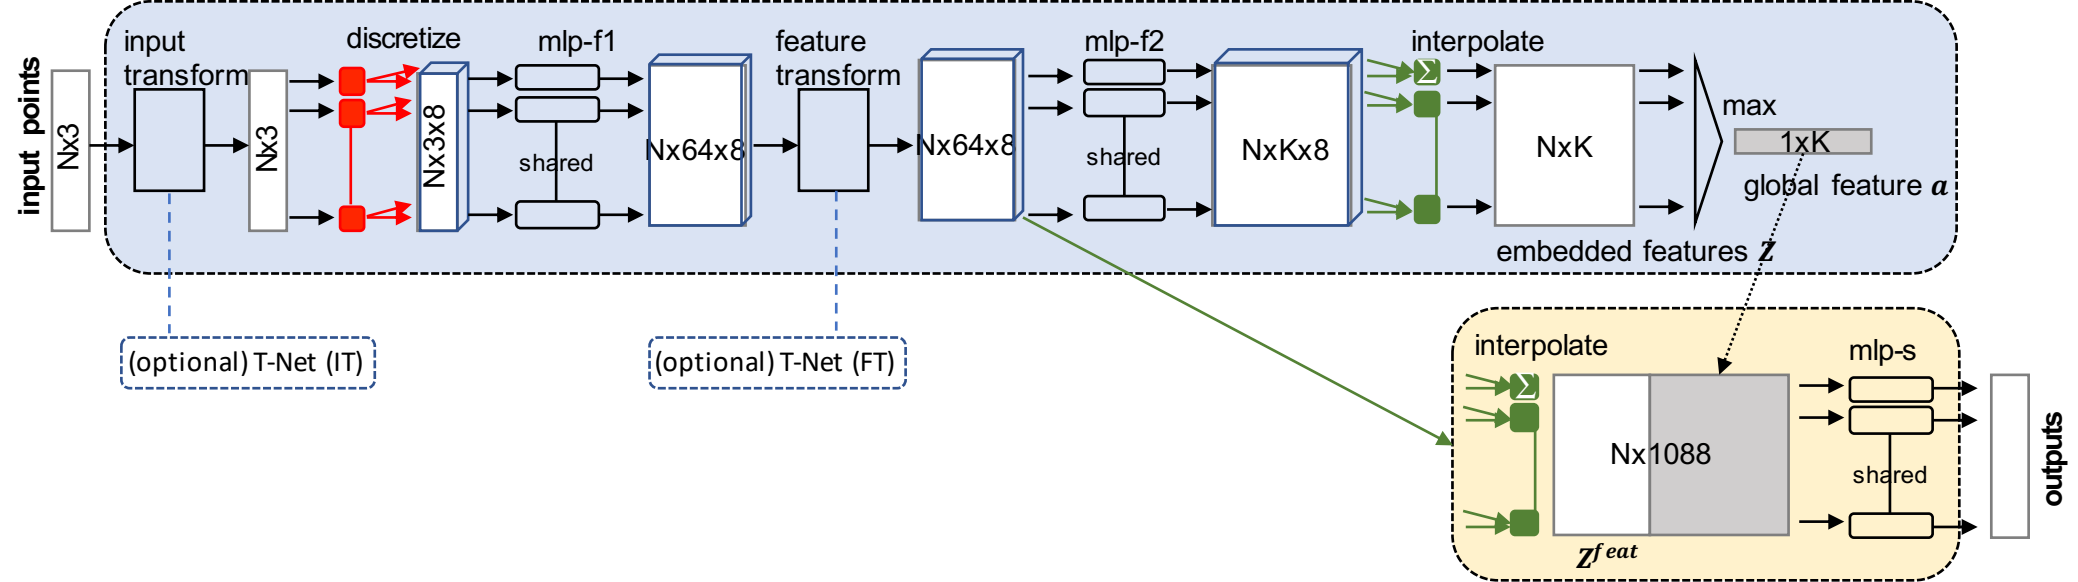 input points
Nx3
input
transform
Nx3
discretize
Nx3x8
mlp-f1
shared
Nx64x8
feature
transform
Nx64x8
mlp-f2
shared
NxKx8
interpolate
Σ
NxK
max
1xK
global feature a
embedded features Z
(optional) T-Net (IT)
(optional) T-Net (FT)
interpolate
Σ
Nx1088
Z^feat
mlp-s
shared
outputs